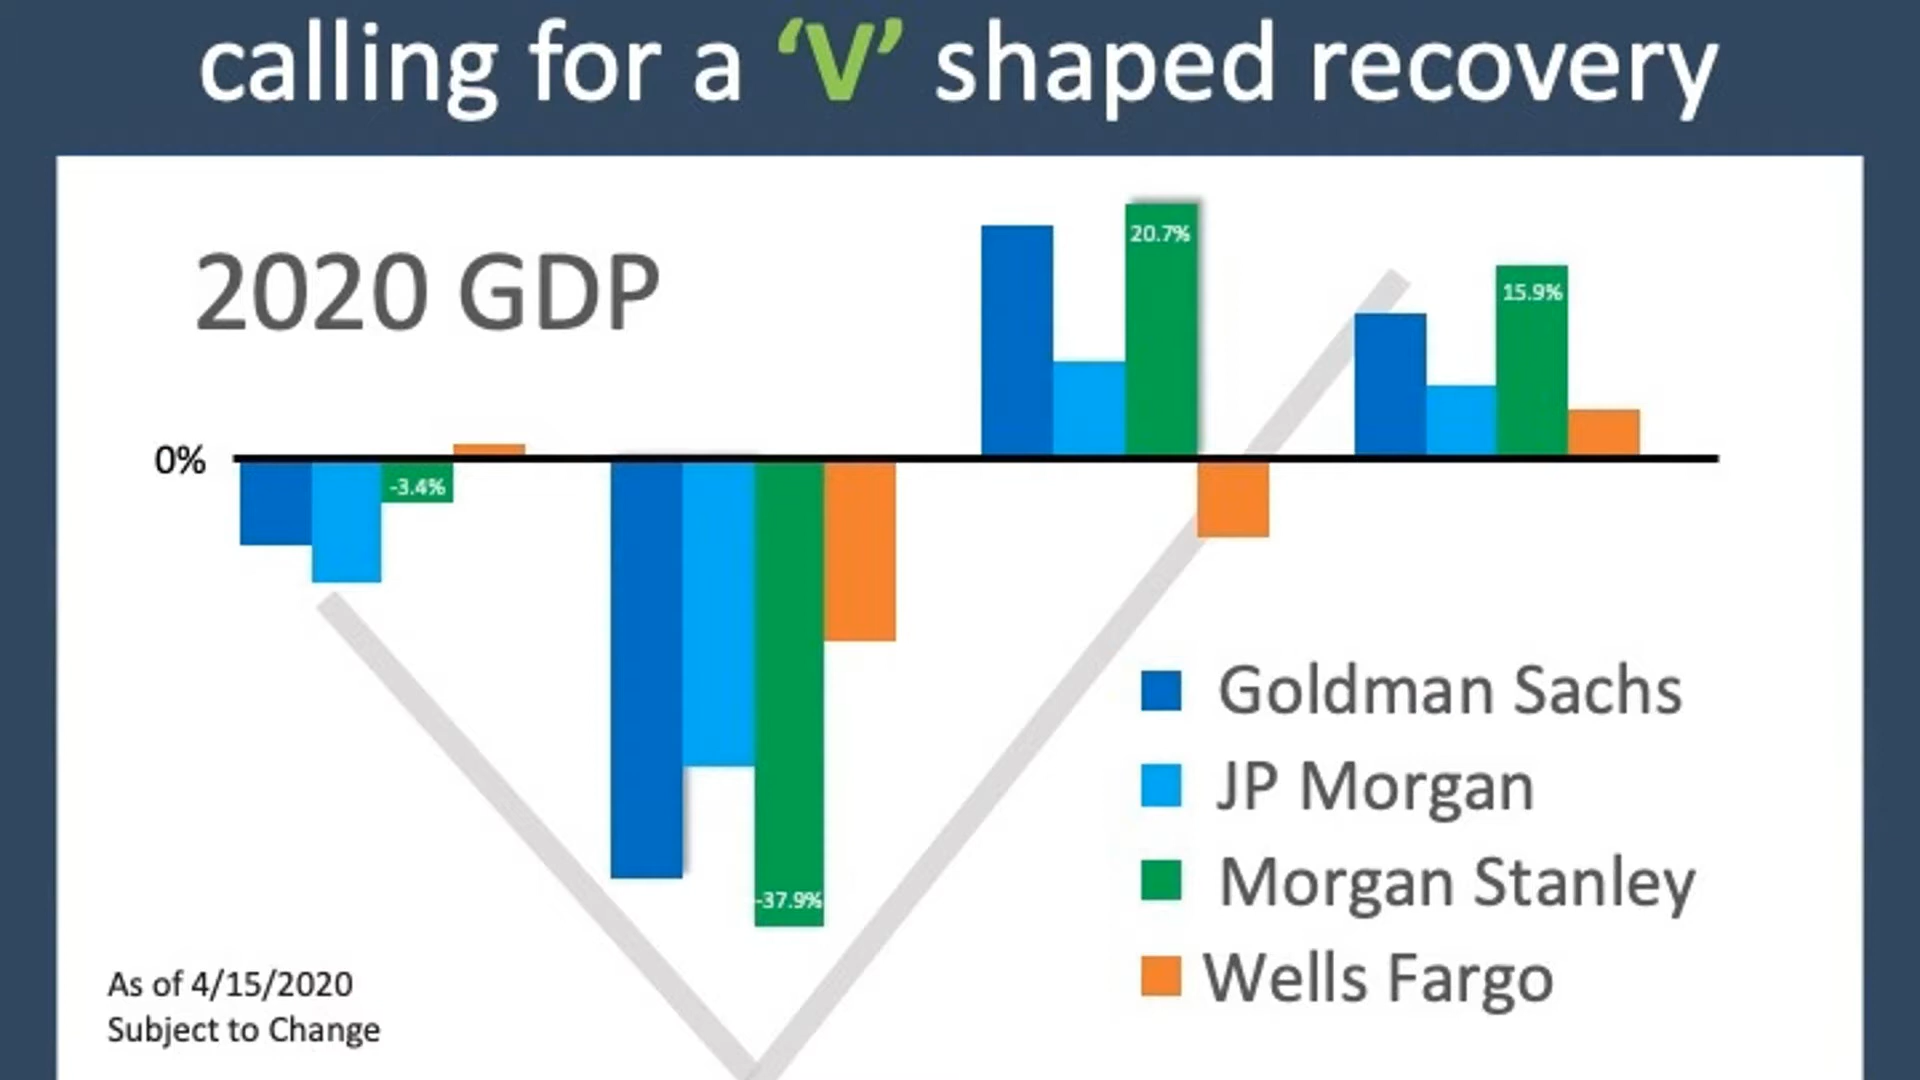 calling for a ‘V’ shaped recovery
2020 GDP
20.7%
15.9%
0%
-3.4%
-37.9%
Goldman Sachs
JP Morgan
Morgan Stanley
Wells Fargo
As of 4/15/2020
Subject to Change